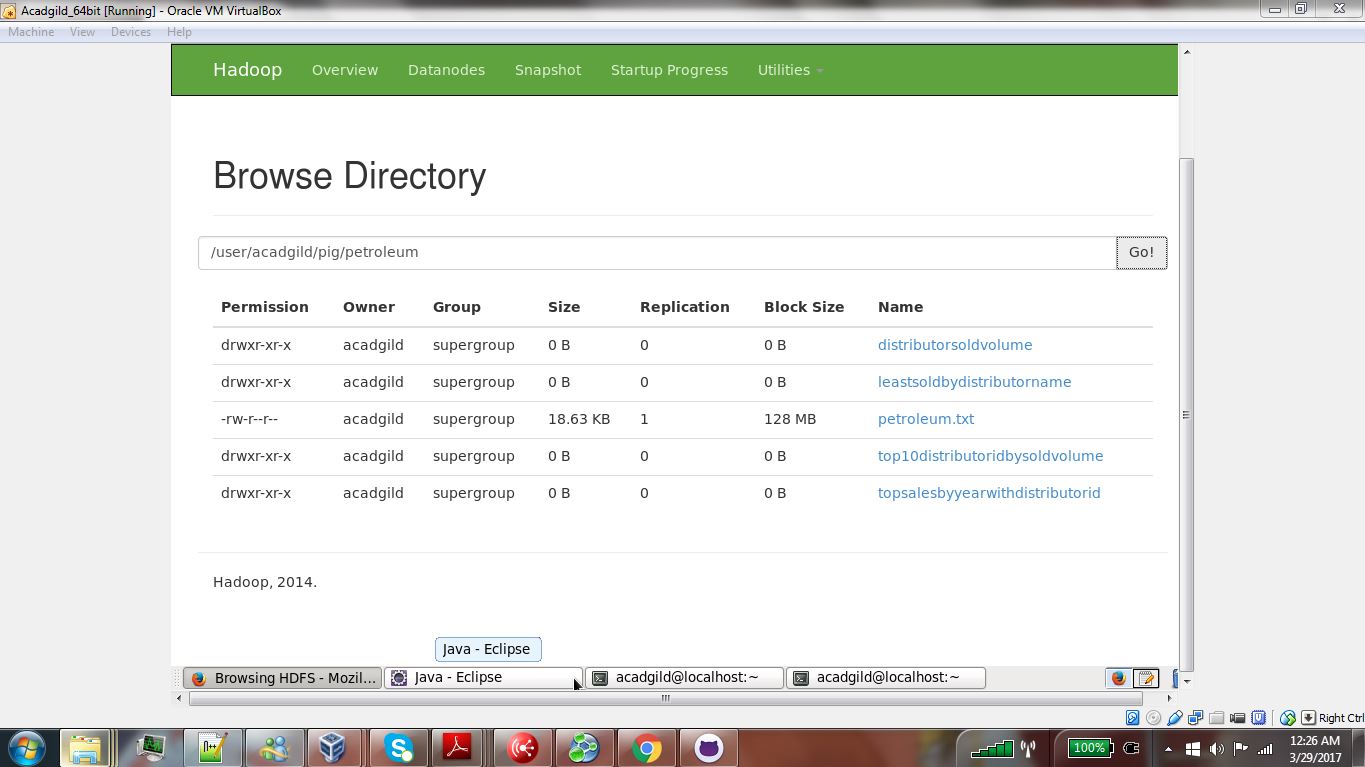 Acadgild_64bit [Running] - Oracle VM VirtualBox
Machine View Devices Help
Hadoop Overview Datanodes Snapshot Startup Progress Utilities
Browse Directory
/user/acadgild/pig/petroleum Go!
Permission Owner Group Size Replication Block Size Name
drwxr-xr-x acadgild supergroup 0 B 0 0 B distributorsoldvolume
drwxr-xr-x acadgild supergroup 0 B 0 0 B leastsoldbydistributorname
-rw-r--r-- acadgild supergroup 18.63 KB 1 128 MB petroleum.txt
drwxr-xr-x acadgild supergroup 0 B 0 0 B top10distributoridbysoldvolume
drwxr-xr-x acadgild supergroup 0 B 0 0 B topsalesbyyearwithdistributorid
Hadoop, 2014.
Java - Eclipse
Browsing HDFS - Mozil... Java - Eclipse acadgild@localhost:~ acadgild@localhost:~
Right Ctrl
100% 12:26 AM
3/29/2017